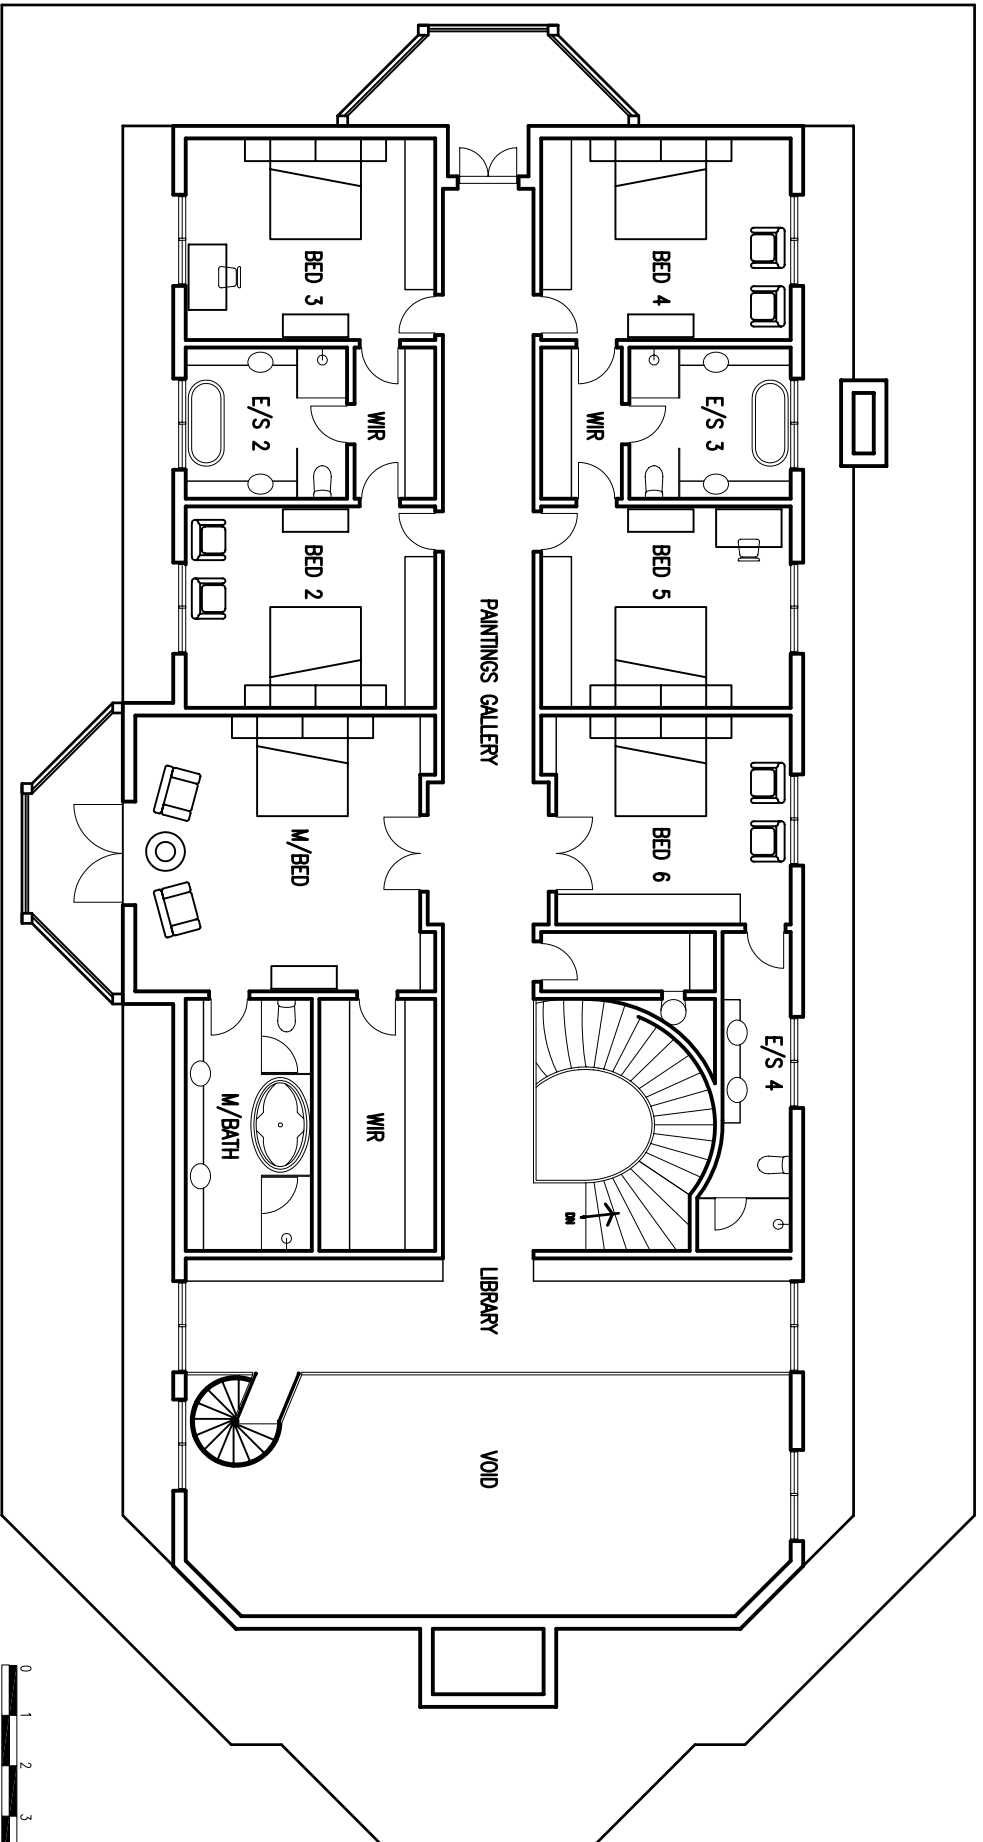 BED 3
BED 4
E/S 2
WIR
WIR
E/S 3
BED 2
BED 5
PAINTINGS GALLERY
M/BED
BED 6
E/S 4
M/BATH
WIR
DN
LIBRARY
VOID
0
1
2
3